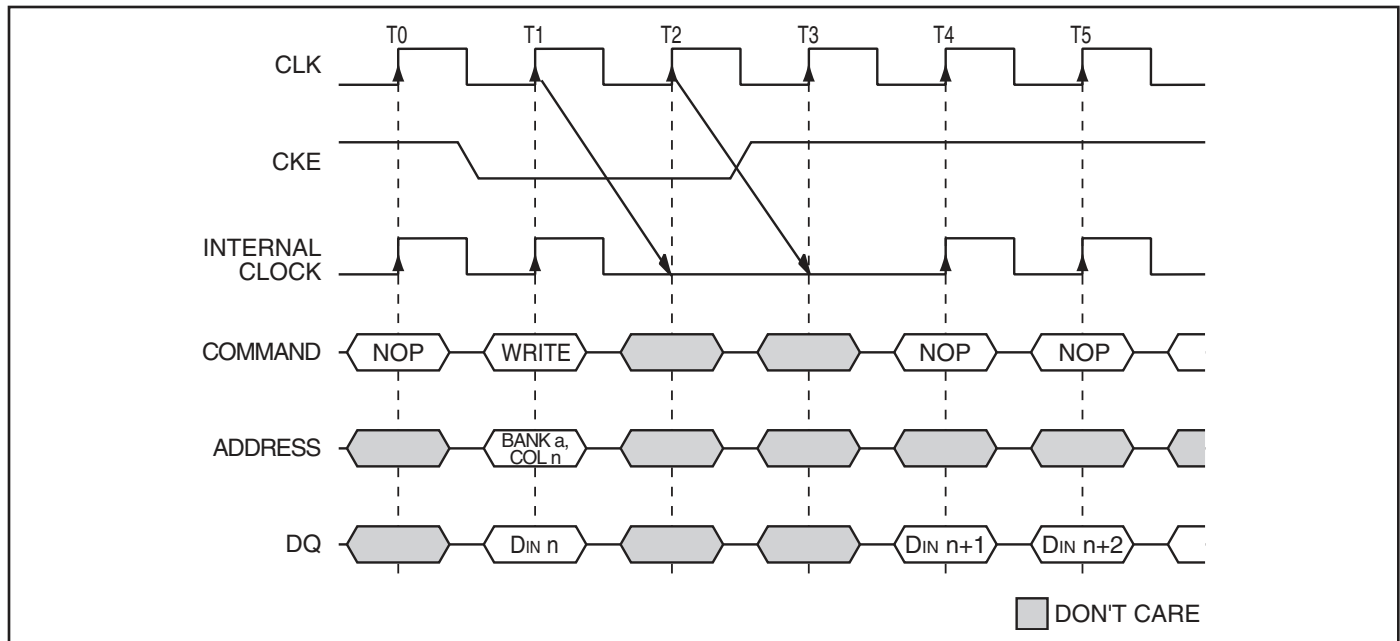 T0 T1 T2 T3 T4 T5
CLK
CKE
INTERNAL
CLOCK
COMMAND NOP WRITE NOP NOP
ADDRESS BANK a,
COL n
DQ DIN n DIN n+1 DIN n+2
DON'T CARE